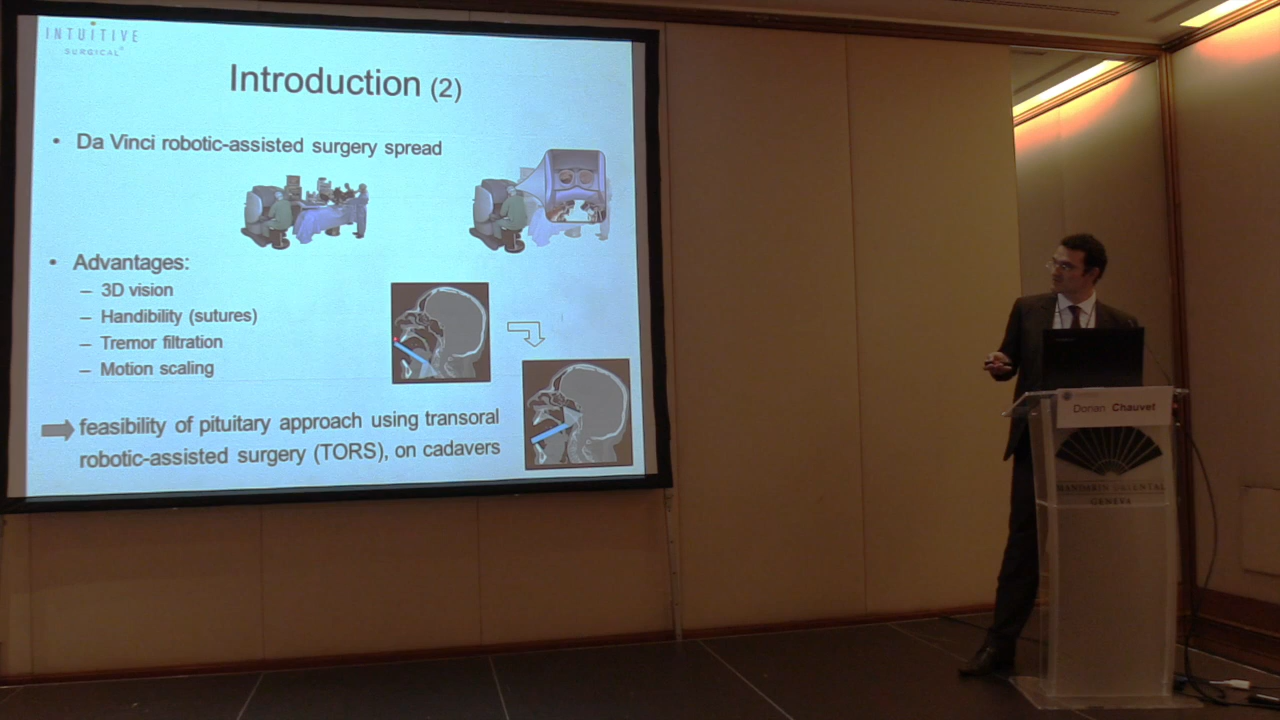 INTUITIVE
SURGICAL®
Introduction (2)
• Da Vinci robotic-assisted surgery spread
• Advantages:
– 3D vision
– Handibility (sutures)
– Tremor filtration
– Motion scaling
feasibility of pituitary approach using transoral
robotic-assisted surgery (TORS), on cadavers
Dorian Chauvet
MANDARIN ORIENTAL
GENEVA